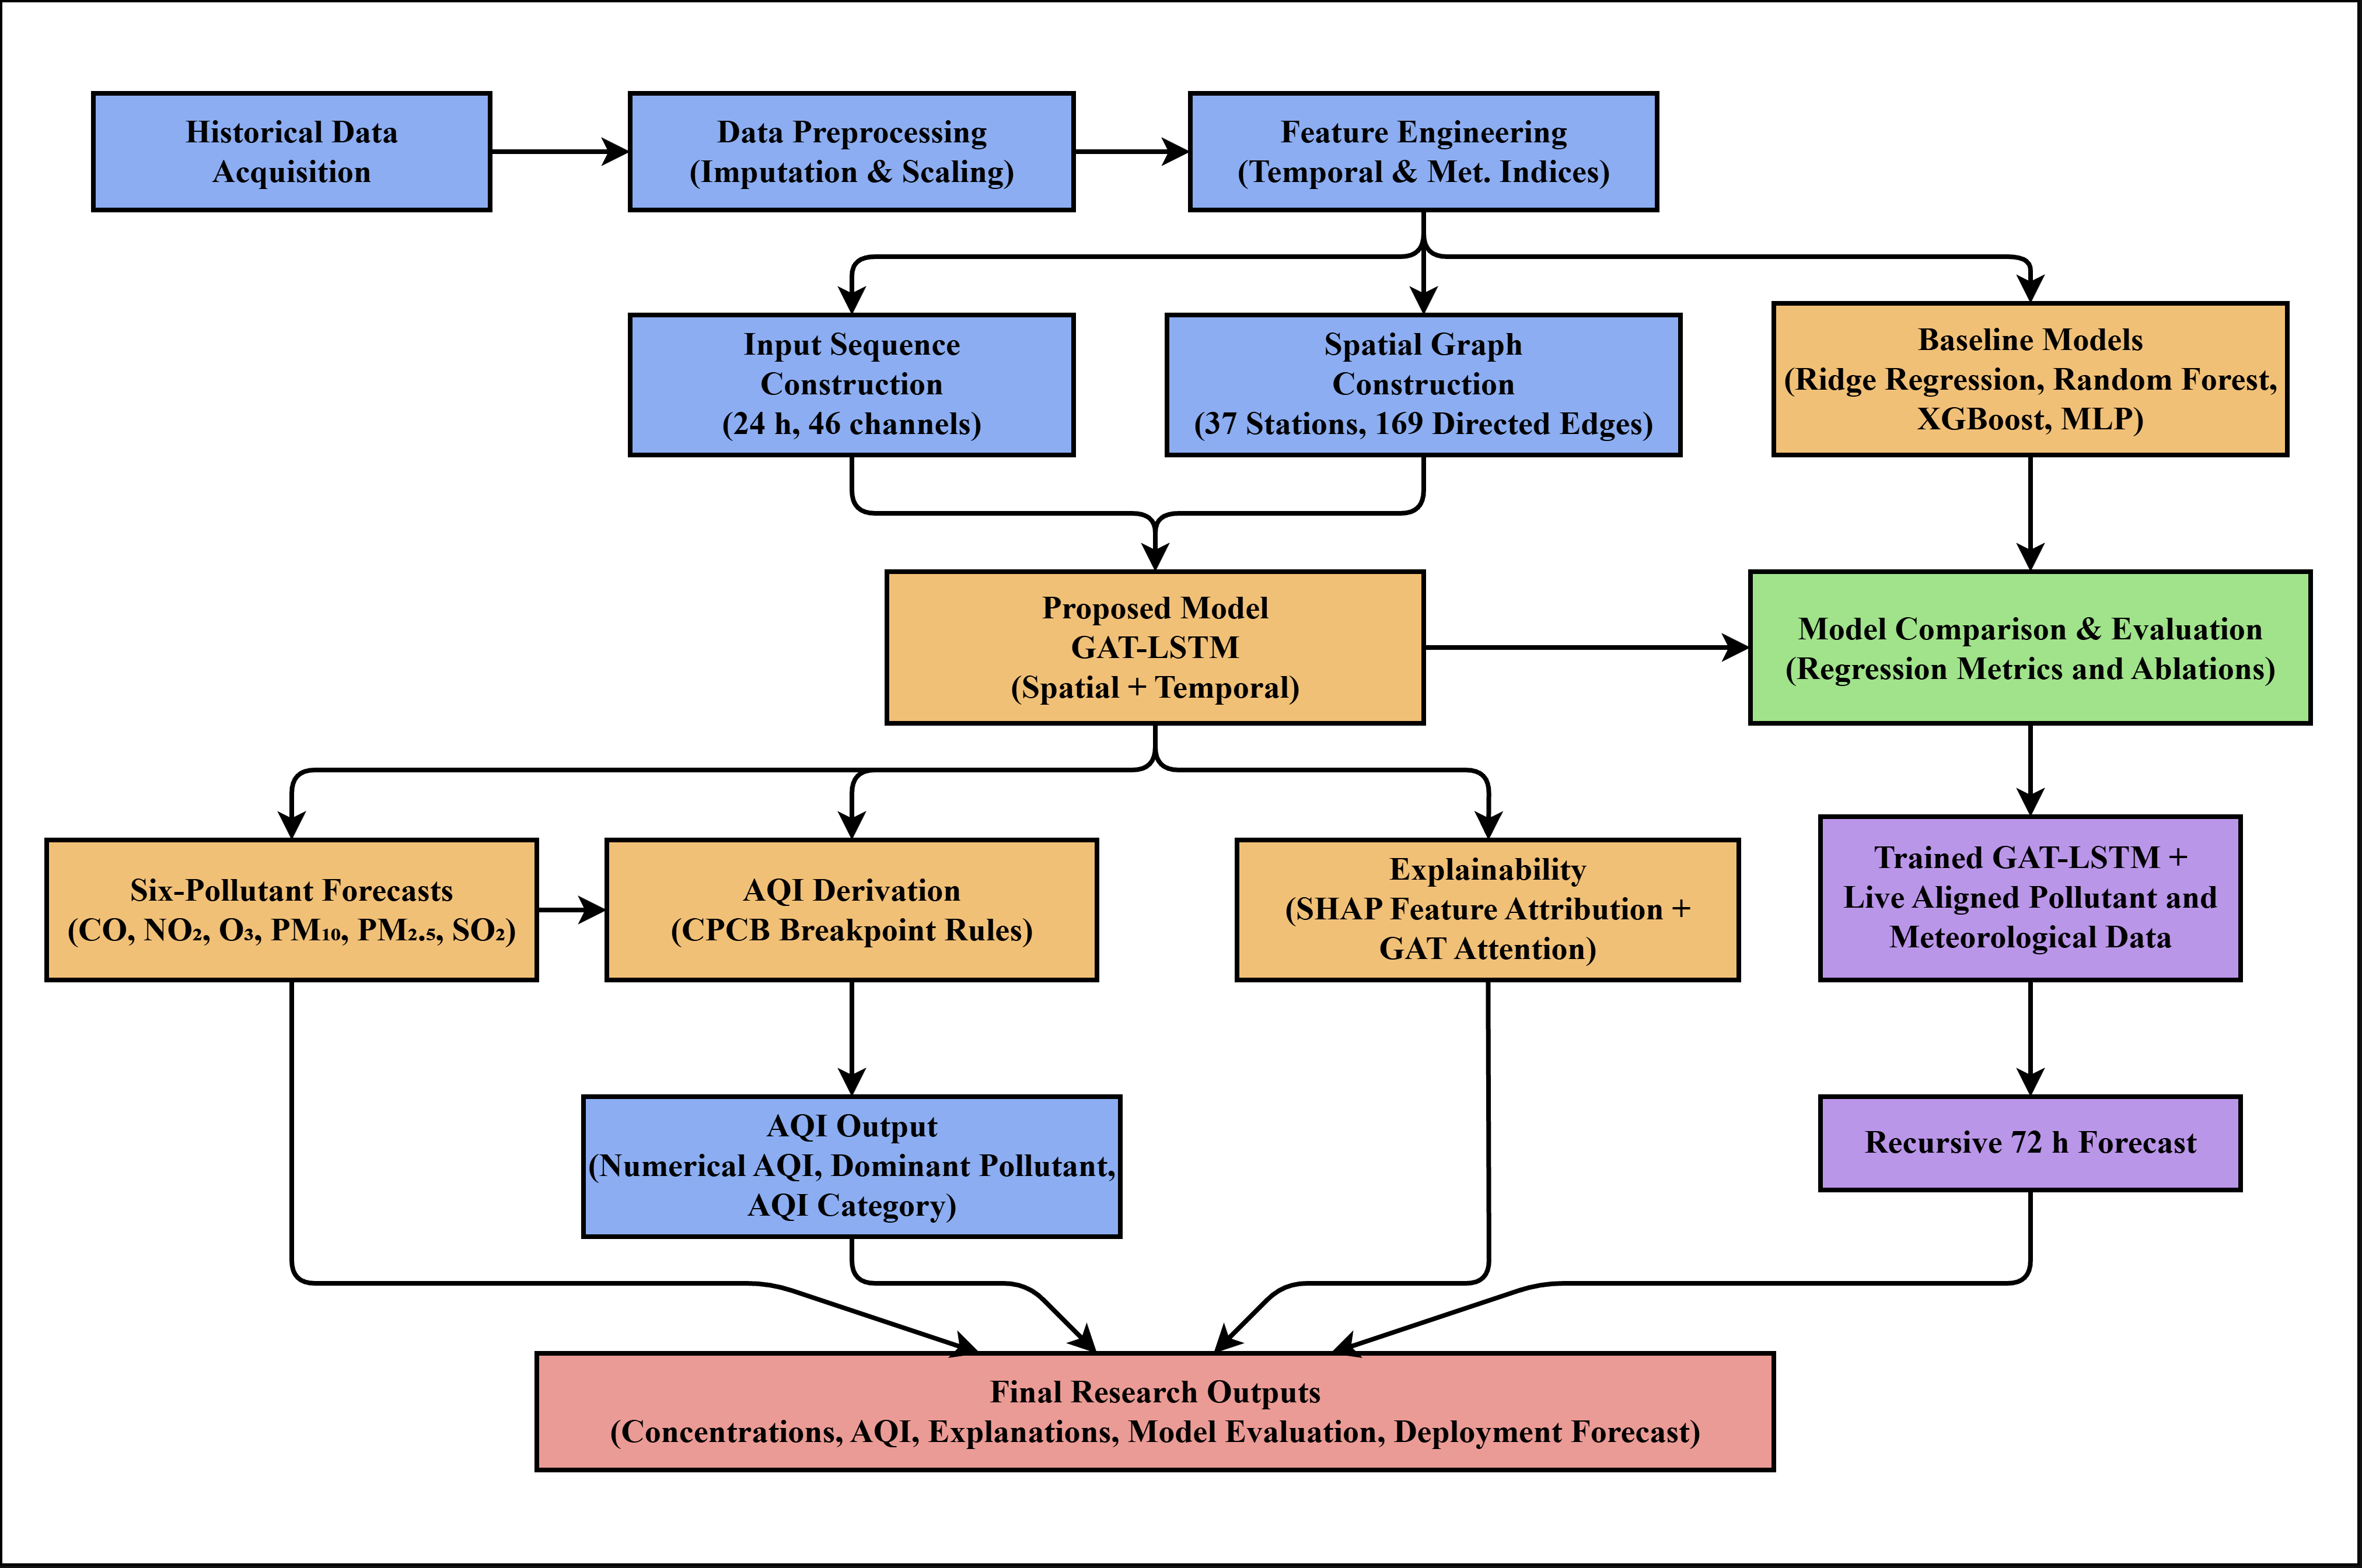 Historical Data
Acquisition
Data Preprocessing
(Imputation & Scaling)
Feature Engineering
(Temporal & Met. Indices)
Input Sequence
Construction
(24 h, 46 channels)
Spatial Graph
Construction
(37 Stations, 169 Directed Edges)
Baseline Models
(Ridge Regression, Random Forest,
XGBoost, MLP)
Proposed Model
GAT-LSTM
(Spatial + Temporal)
Model Comparison & Evaluation
(Regression Metrics and Ablations)
Six-Pollutant Forecasts
(CO, NO₂, O₃, PM₁₀, PM₂.₅, SO₂)
AQI Derivation
(CPCB Breakpoint Rules)
Explainability
(SHAP Feature Attribution +
GAT Attention)
Trained GAT-LSTM +
Live Aligned Pollutant and
Meteorological Data
AQI Output
(Numerical AQI, Dominant Pollutant,
AQI Category)
Recursive 72 h Forecast
Final Research Outputs
(Concentrations, AQI, Explanations, Model Evaluation, Deployment Forecast)